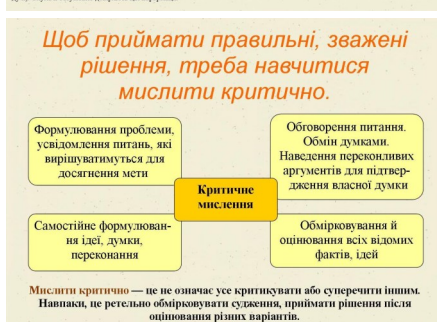 Щоб приймати правильні, зважені
рішення, треба навчитися
мислити критично.
Формулювання проблеми,
усвідомлення питань, які
вирішуватимуться для
досягнення мети
Обговорення питання.
Обмін думками.
Наведення переконливих
аргументів для підтвер-
дження власної думки
Критичне
мислення
Самостійне формулюван-
ня ідеї, думки,
переконання
Обмірковування й
оцінювання всіх відомих
фактів, ідей
Мислити критично — це не означає усе критикувати або суперечити іншим.
Навпаки, це ретельно обмірковувати судження, приймати рішення після
оцінювання різних варіантів.